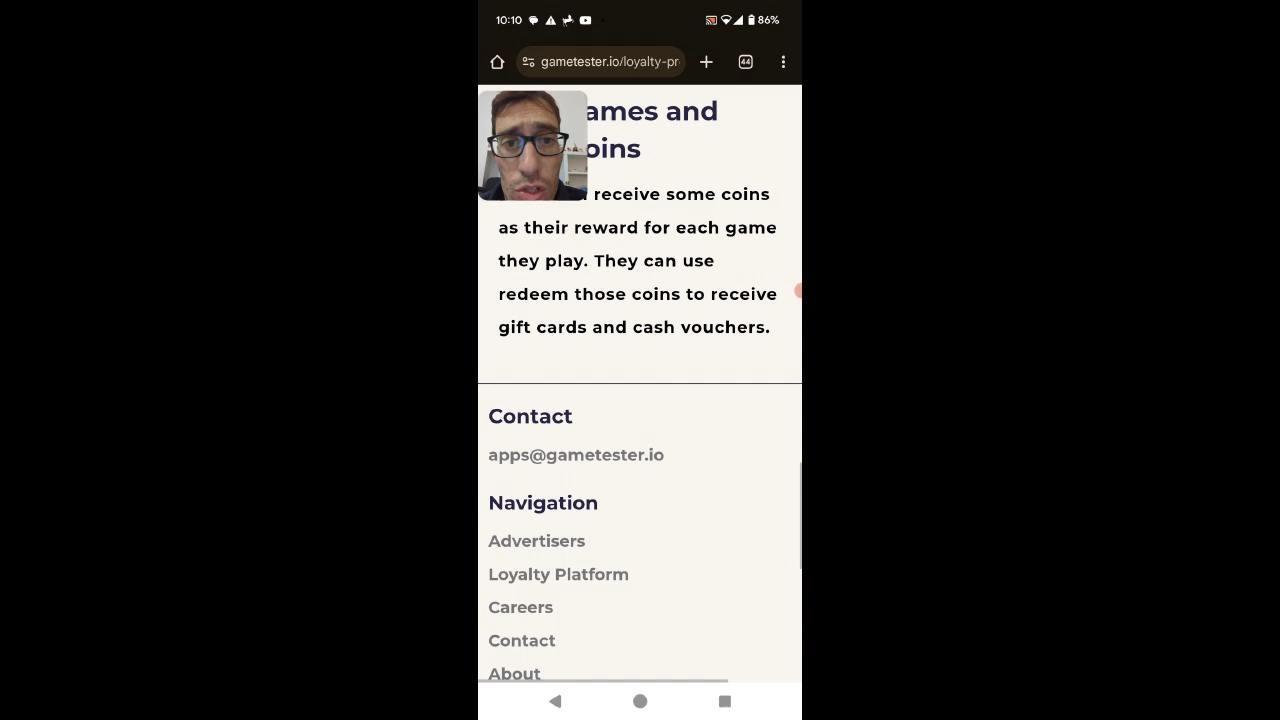 10:10
86%
gametester.io/loyalty-pr
44
ames and
oins
receive some coins
as their reward for each game
they play. They can use
redeem those coins to receive
gift cards and cash vouchers.
Contact
apps@gametester.io
Navigation
Advertisers
Loyalty Platform
Careers
Contact
About